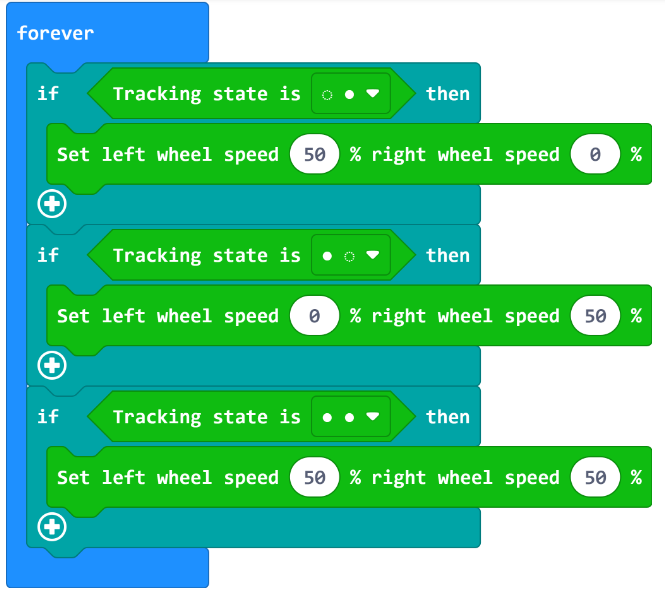 forever
if Tracking state is ◌ ● then
Set left wheel speed 50 % right wheel speed 0 %
if Tracking state is ● ◌ then
Set left wheel speed 0 % right wheel speed 50 %
if Tracking state is ● ● then
Set left wheel speed 50 % right wheel speed 50 %